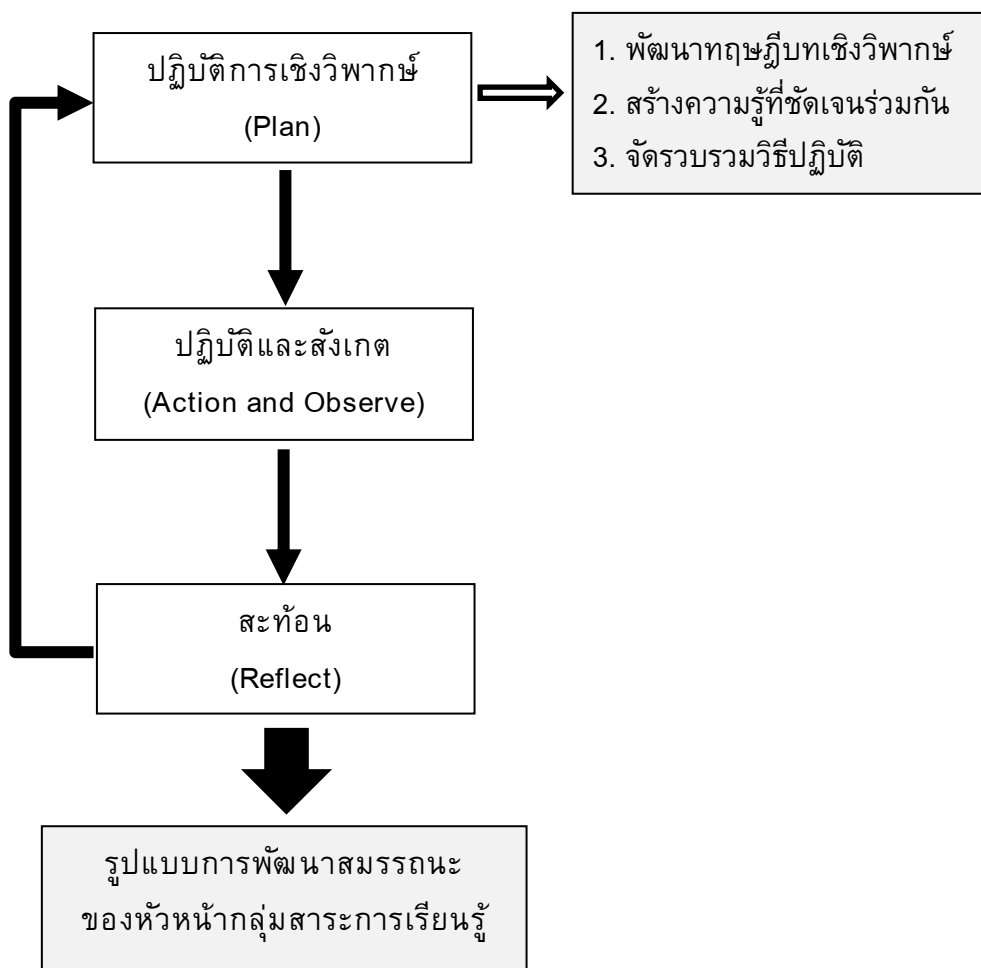 ปฏิบัติการเชิงวิพากษ์
(Plan)
1. พัฒนาทฤษฎีบทเชิงวิพากษ์
2. สร้างความรู้ที่ชัดเจนร่วมกัน
3. จัดรวบรวมวิธีปฏิบัติ
ปฏิบัติและสังเกต
(Action and Observe)
สะท้อน
(Reflect)
รูปแบบการพัฒนาสมรรถนะ
ของหัวหน้ากลุ่มสาระการเรียนรู้